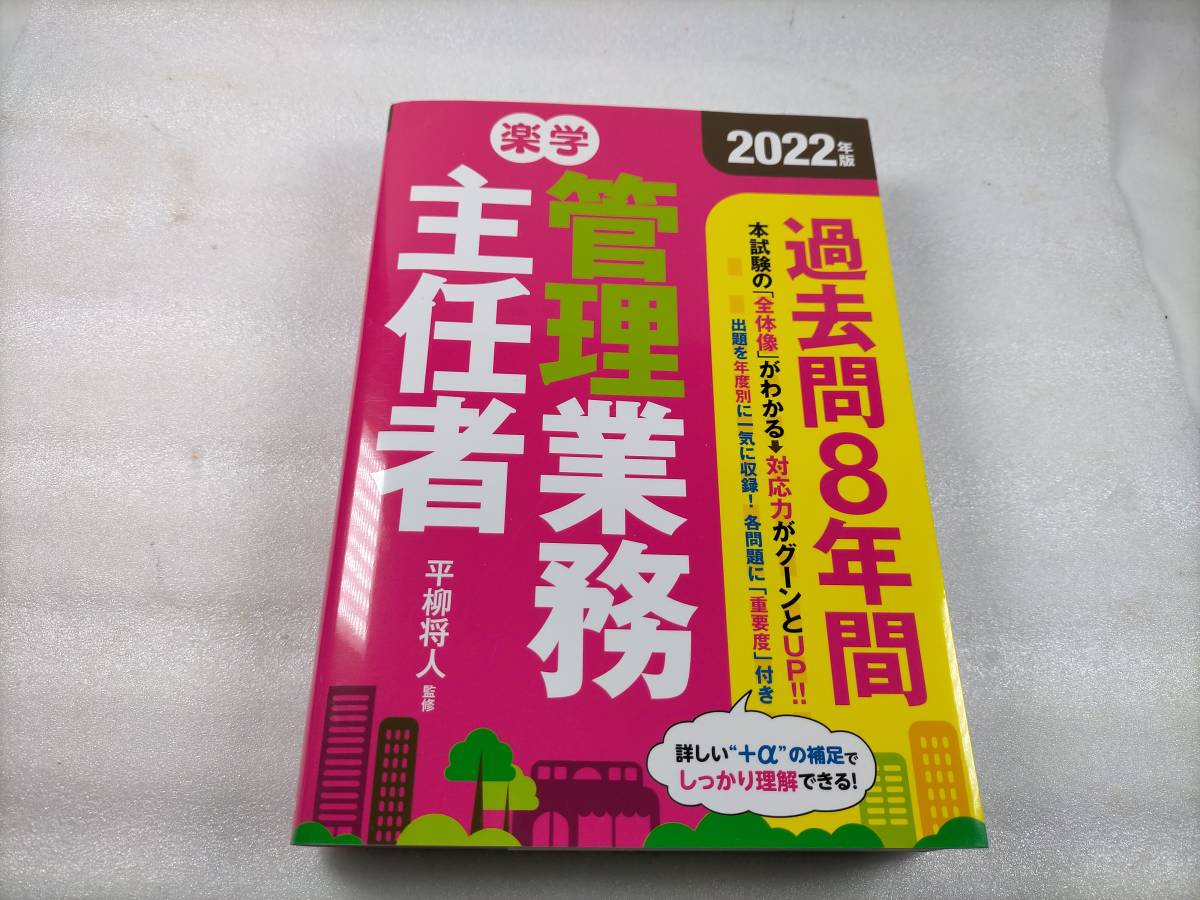 2022年版
楽学
管理業務
主任者
平柳将人 監修
過去問8年間
本試験の「全体像」がわかる➡対応力がグーンとUP!!
出題を年度別に一気に収録！各問題に「重要度」付き
詳しい“+α”の補足で
しっかり理解できる！